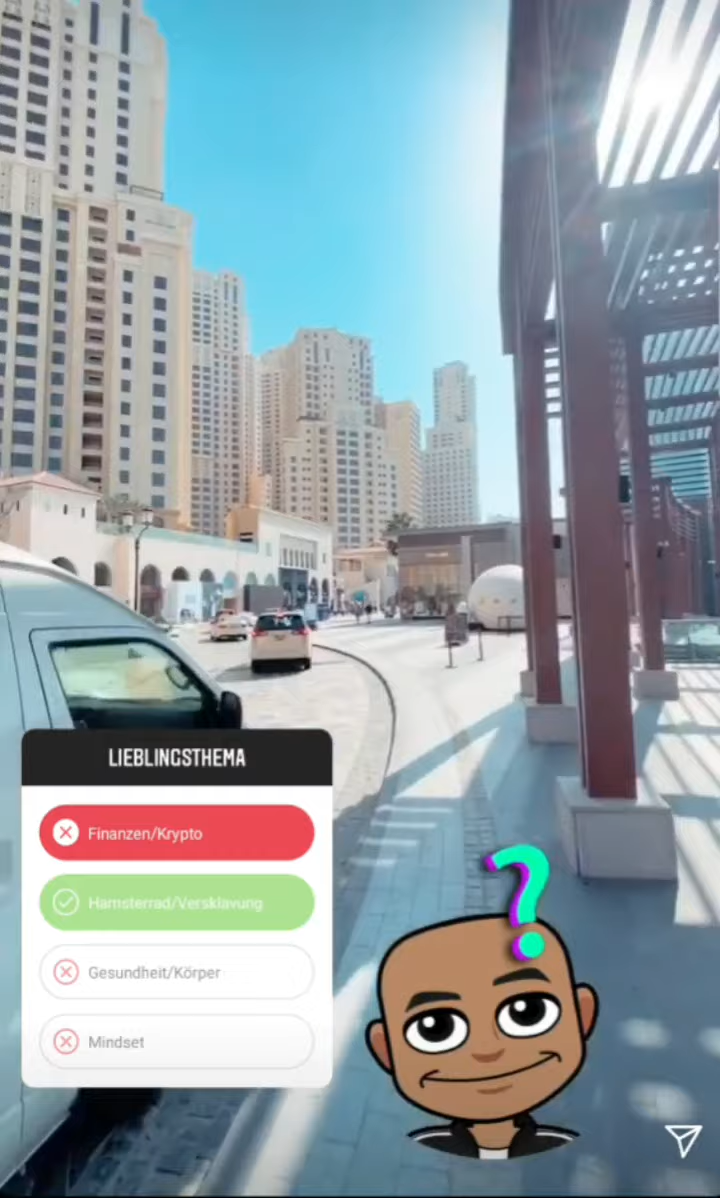 LIEBLINGSTHEMA
Finanzen/Krypto
Hamsterrad/Versklavung
Gesundheit/Körper
Mindset
?